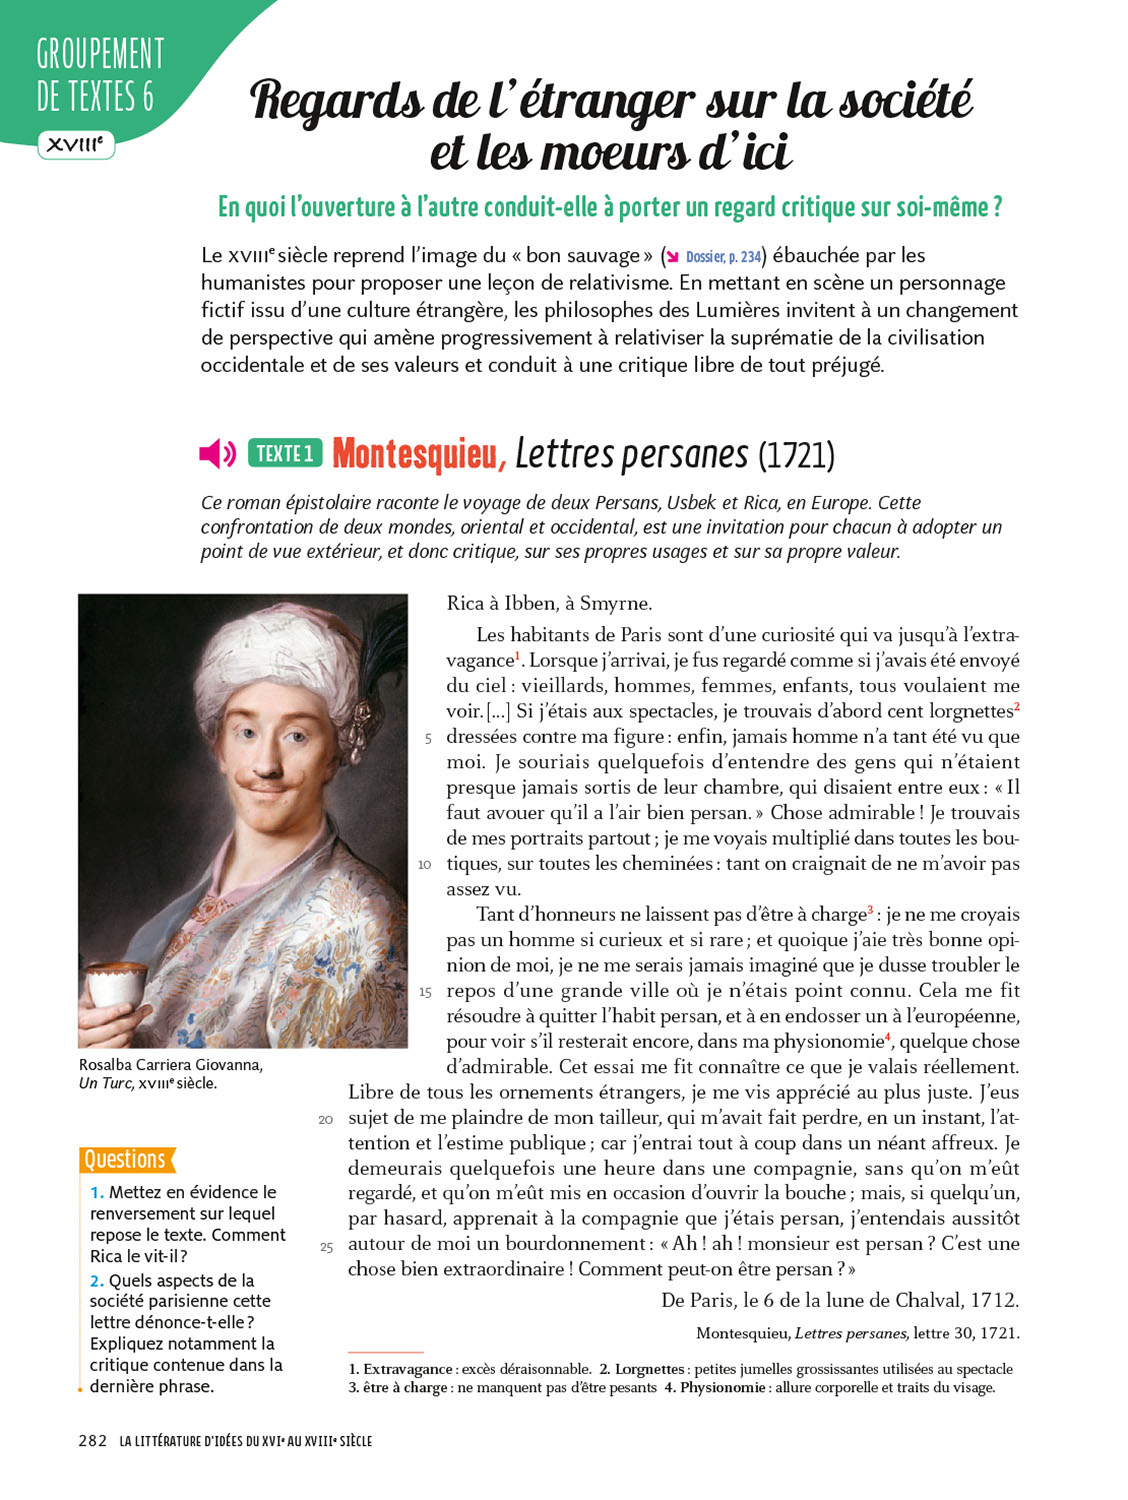 GROUPEMENT
DE TEXTES 6
XVIIIe
Regards de l'étranger sur la société
et les moeurs d'ici
En quoi l'ouverture à l'autre conduit-elle à porter un regard critique sur soi-même ?
Le XVIIIe siècle reprend l'image du « bon sauvage » (➘ Dossier, p. 234) ébauchée par les
humanistes pour proposer une leçon de relativisme. En mettant en scène un personnage
fictif issu d'une culture étrangère, les philosophes des Lumières invitent à un changement
de perspective qui amène progressivement à relativiser la suprématie de la civilisation
occidentale et de ses valeurs et conduit à une critique libre de tout préjugé.
TEXTE 1 Montesquieu, Lettres persanes (1721)
Ce roman épistolaire raconte le voyage de deux Persans, Usbek et Rica, en Europe. Cette
confrontation de deux mondes, oriental et occidental, est une invitation pour chacun à adopter un
point de vue extérieur, et donc critique, sur ses propres usages et sur sa propre valeur.
Rica à Ibben, à Smyrne.
Les habitants de Paris sont d'une curiosité qui va jusqu'à l'extra-
vagance1. Lorsque j'arrivai, je fus regardé comme si j'avais été envoyé
du ciel : vieillards, hommes, femmes, enfants, tous voulaient me
voir. [...] Si j'étais aux spectacles, je trouvais d'abord cent lorgnettes2
5 dressées contre ma figure : enfin, jamais homme n'a tant été vu que
moi. Je souriais quelquefois d'entendre des gens qui n'étaient
presque jamais sortis de leur chambre, qui disaient entre eux : « Il
faut avouer qu'il a l'air bien persan. » Chose admirable ! Je trouvais
de mes portraits partout ; je me voyais multiplié dans toutes les bou-
10 tiques, sur toutes les cheminées : tant on craignait de ne m'avoir pas
assez vu.
Tant d'honneurs ne laissent pas d'être à charge3 : je ne me croyais
pas un homme si curieux et si rare ; et quoique j'aie très bonne opi-
nion de moi, je ne me serais jamais imaginé que je dusse troubler le
15 repos d'une grande ville où je n'étais point connu. Cela me fit
résoudre à quitter l'habit persan, et à en endosser un à l'européenne,
pour voir s'il resterait encore, dans ma physionomie4, quelque chose
d'admirable. Cet essai me fit connaître ce que je valais réellement.
Libre de tous les ornements étrangers, je me vis apprécié au plus juste. J'eus
20 sujet de me plaindre de mon tailleur, qui m'avait fait perdre, en un instant, l'at-
tention et l'estime publique ; car j'entrai tout à coup dans un néant affreux. Je
demeurais quelquefois une heure dans une compagnie, sans qu'on m'eût
regardé, et qu'on m'eût mis en occasion d'ouvrir la bouche ; mais, si quelqu'un,
par hasard, apprenait à la compagnie que j'étais persan, j'entendais aussitôt
25 autour de moi un bourdonnement : « Ah ! ah ! monsieur est persan ? C'est une
chose bien extraordinaire ! Comment peut-on être persan ? »
De Paris, le 6 de la lune de Chalval, 1712.
Montesquieu, Lettres persanes, lettre 30, 1721.
1. Extravagance : excès déraisonnable. 2. Lorgnettes : petites jumelles grossissantes utilisées au spectacle
3. être à charge : ne manquent pas d'être pesants 4. Physionomie : allure corporelle et traits du visage.
Rosalba Carriera Giovanna,
Un Turc, XVIIIe siècle.
Questions
1. Mettez en évidence le
renversement sur lequel
repose le texte. Comment
Rica le vit-il ?
2. Quels aspects de la
société parisienne cette
lettre dénonce-t-elle ?
Expliquez notamment la
critique contenue dans la
dernière phrase.
282 LA LITTÉRATURE D'IDÉES DU XVIe AU XVIIIe SIÈCLE